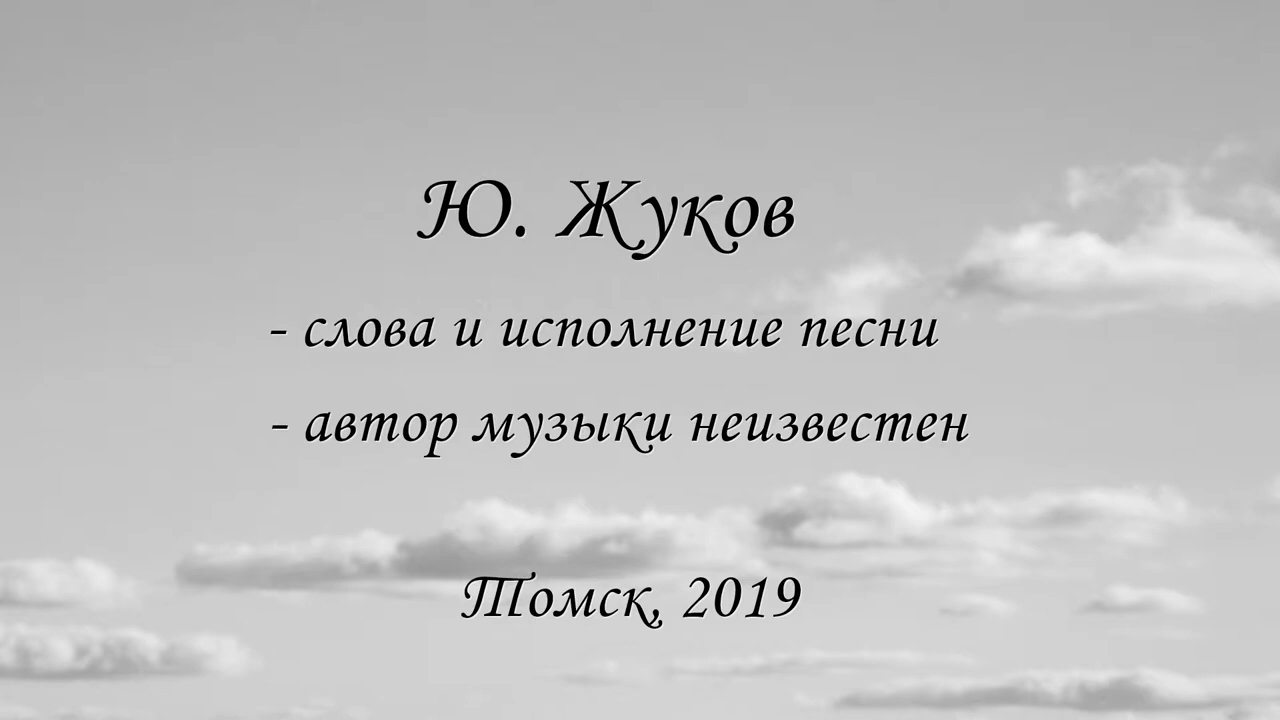 Ю. Жуков
- слова и исполнение песни
- автор музыки неизвестен
Томск, 2019